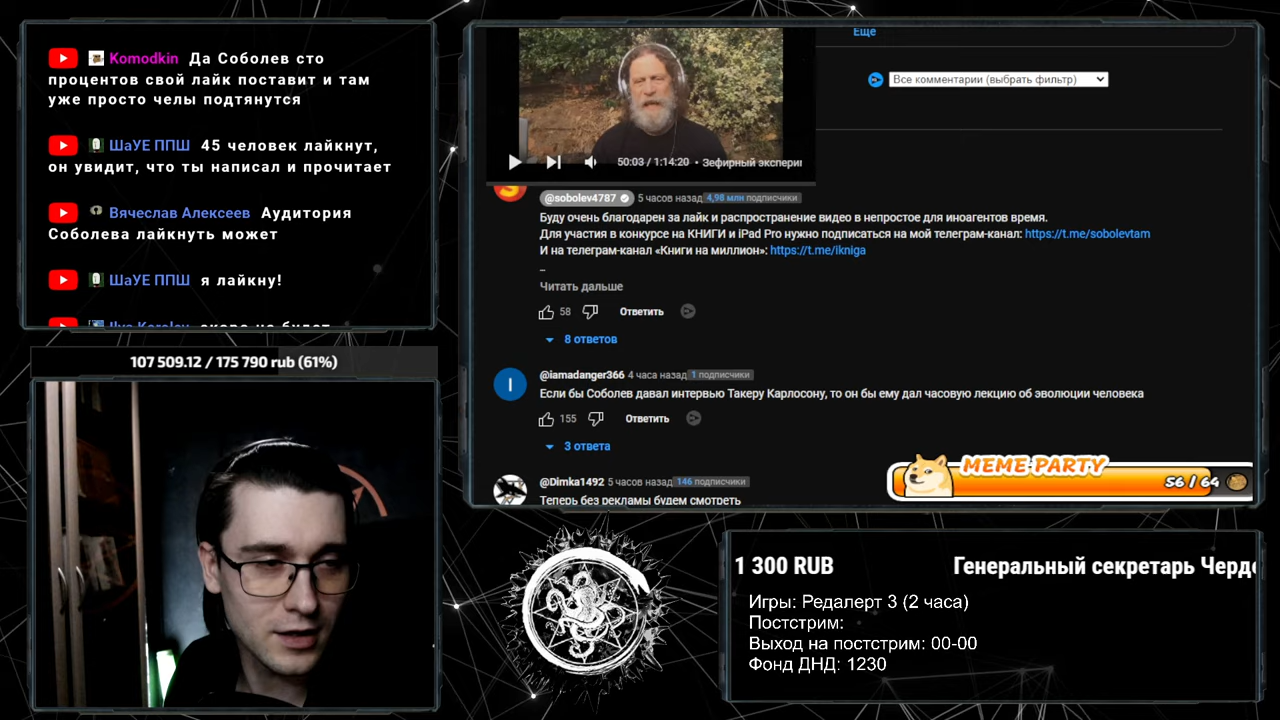 Komodkin Да Соболев сто
процентов свой лайк поставит и там
уже просто челы подтянутся
ШаУЕ ППШ 45 человек лайкнут,
он увидит, что ты написал и прочитает
Вячеслав Алексеев Аудитория
Соболева лайкнуть может
ШаУЕ ППШ я лайкну!
107 509.12 / 175 790 rub (61%)
Ещё
Все комментарии (выбрать фильтр)
50:03 / 1:14:20 • Зефирный экспери
@sobolev4787 5 часов назад 4,98 млн подписчики
Буду очень благодарен за лайк и распространение видео в непростое для иноагентов время.
Для участия в конкурсе на КНИГИ и iPad Pro нужно подписаться на мой телеграм-канал: https://t.me/sobolevtam
И на телеграм-канал «Книги на миллион»: https://t.me/ikniga
_
Читать дальше
58 Ответить
8 ответов
I
@iamadanger366 4 часа назад 1 подписчики
Если бы Соболев давал интервью Такеру Карлосону, то он бы ему дал часовую лекцию об эволюции человека
155 Ответить
3 ответа
@Dimka1492 5 часов назад 146 подписчики
Теперь без рекламы будем смотреть
MEME PARTY
56 / 64
1 300 RUB Генеральный секретарь Черд
Игры: Редалерт 3 (2 часа)
Постстрим:
Выход на постстрим: 00-00
Фонд ДНД: 1230